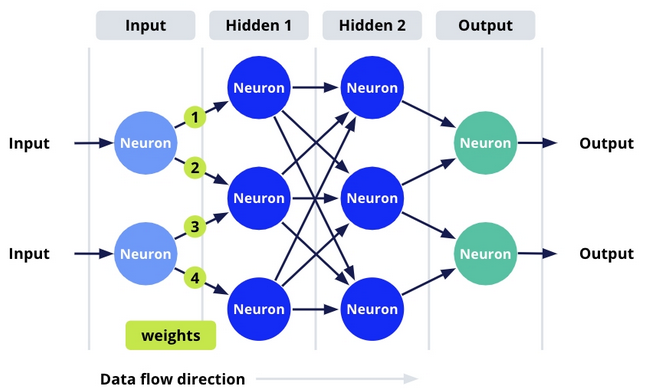 Input
Hidden 1
Hidden 2
Output
Neuron
Neuron
1
Input
Neuron
Neuron
Output
2
Neuron
Neuron
3
Input
Neuron
Neuron
Output
4
Neuron
Neuron
weights
Data flow direction